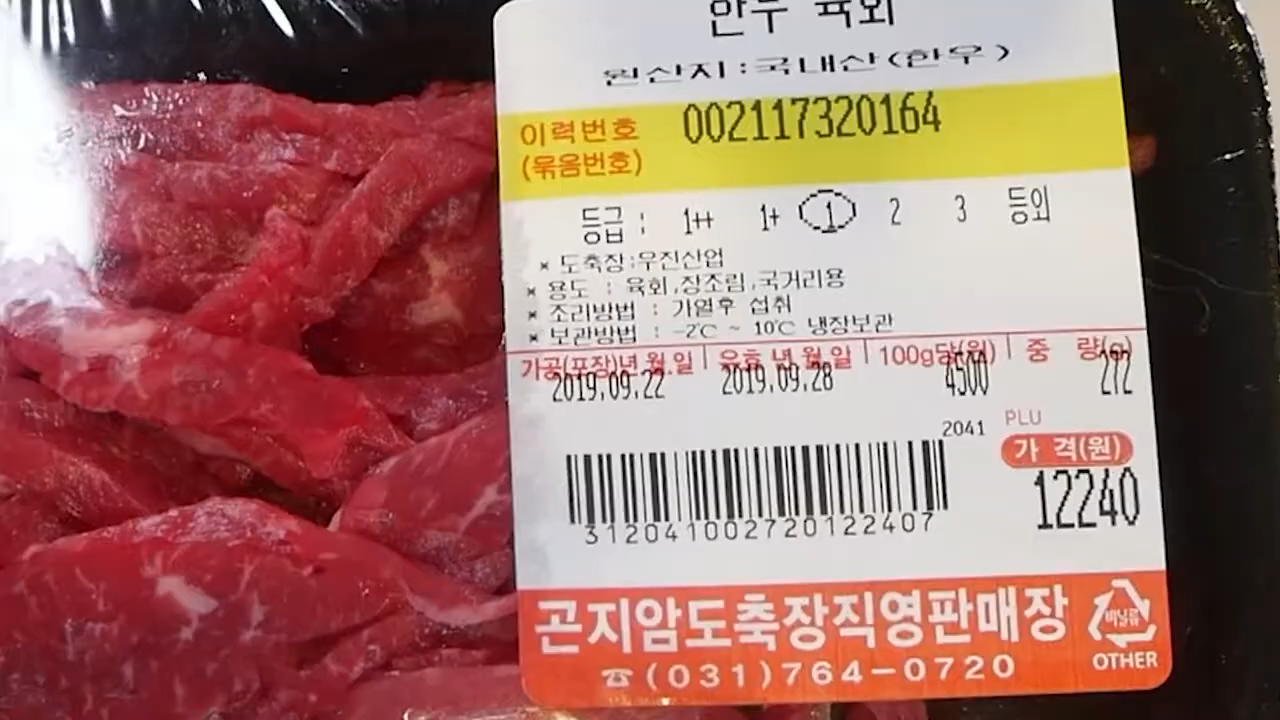 한우 육회
원산지:국내산(한우)
이력번호 002117320164
(묶음번호)
등급 : 1++ 1+ 1 2 3 등외
* 도축장:우진산업
* 용도 : 육회,장조림,국거리용
* 조리방법 : 가열후 섭취
* 보관방법 : -2℃ ~ 10℃ 냉장보관
가공(포장)년월일 유효년월일 100g당(원) 중 량(g)
2019.09.22 2019.09.28 4500 272
2041 PLU
가 격(원)
12240
312041002720122407
곤지암도축장직영판매장
비닐류
OTHER
☎(031)764-0720